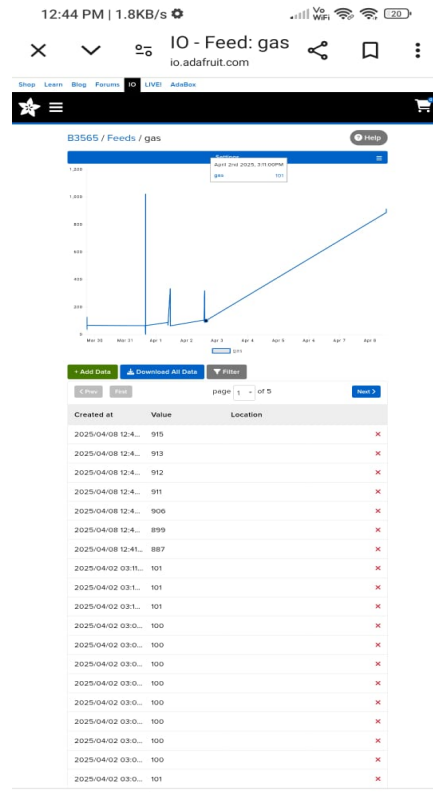 12:44 PM | 1.8KB/s
Vo WiFi 20
IO - Feed: gas
io.adafruit.com
Shop Learn Blog Forums IO LIVE! AdaBox
B3565 / Feeds / gas
? Help
Settings
April 2nd 2025, 3:11:00PM
gas 101
1,200
1,000
800
600
400
200
0
Mar 30 Mar 31 Apr 1 Apr 2 Apr 3 Apr 4 Apr 5 Apr 6 Apr 7 Apr 8
+ Add Data Download All Data Filter
< Prev First page 1 of 5 Next >
Created at Value Location
2025/04/08 12:4... 915
2025/04/08 12:4... 913
2025/04/08 12:4... 912
2025/04/08 12:4... 911
2025/04/08 12:4... 906
2025/04/08 12:4... 899
2025/04/08 12:41... 887
2025/04/02 03:11... 101
2025/04/02 03:1... 101
2025/04/02 03:1... 101
2025/04/02 03:0... 100
2025/04/02 03:0... 100
2025/04/02 03:0... 100
2025/04/02 03:0... 100
2025/04/02 03:0... 100
2025/04/02 03:0... 100
2025/04/02 03:0... 100
2025/04/02 03:0... 100
2025/04/02 03:0... 101